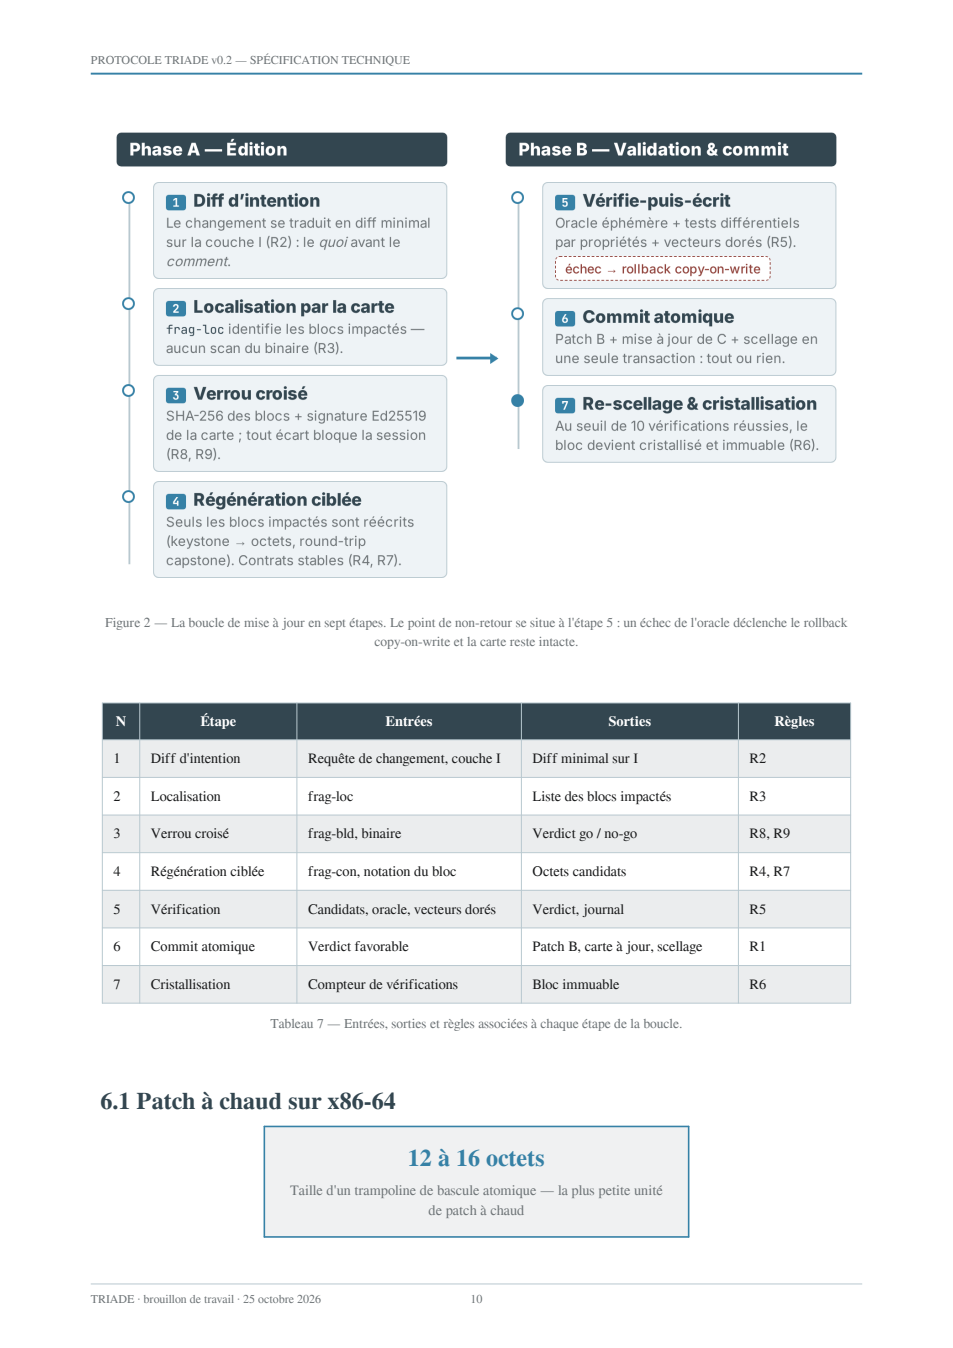 PROTOCOLE TRIADE v0.2 — SPÉCIFICATION TECHNIQUE
Phase A — Édition
1 Diff d’intention
Le changement se traduit en diff minimal
sur la couche I (R2) : le quoi avant le
comment.
2 Localisation par la carte
frag-loc identifie les blocs impactés —
aucun scan du binaire (R3).
3 Verrou croisé
SHA-256 des blocs + signature Ed25519
de la carte ; tout écart bloque la session
(R8, R9).
4 Régénération ciblée
Seuls les blocs impactés sont réécrits
(keystone → octets, round-trip
capstone). Contrats stables (R4, R7).
Phase B — Validation & commit
5 Vérifie-puis-écrit
Oracle éphémère + tests différentiels
par propriétés + vecteurs dorés (R5).
échec → rollback copy-on-write
6 Commit atomique
Patch B + mise à jour de C + scellage en
une seule transaction : tout ou rien.
7 Re-scellage & cristallisation
Au seuil de 10 vérifications réussies, le
bloc devient cristallisé et immuable (R6).
Figure 2 — La boucle de mise à jour en sept étapes. Le point de non-retour se situe à l'étape 5 : un échec de l'oracle déclenche le rollback
copy-on-write et la carte reste intacte.
N Étape Entrées Sorties Règles
1 Diff d'intention Requête de changement, couche I Diff minimal sur I R2
2 Localisation frag-loc Liste des blocs impactés R3
3 Verrou croisé frag-bld, binaire Verdict go / no-go R8, R9
4 Régénération ciblée frag-con, notation du bloc Octets candidats R4, R7
5 Vérification Candidats, oracle, vecteurs dorés Verdict, journal R5
6 Commit atomique Verdict favorable Patch B, carte à jour, scellage R1
7 Cristallisation Compteur de vérifications Bloc immuable R6
Tableau 7 — Entrées, sorties et règles associées à chaque étape de la boucle.
6.1 Patch à chaud sur x86-64
12 à 16 octets
Taille d'un trampoline de bascule atomique — la plus petite unité
de patch à chaud
TRIADE · brouillon de travail · 25 octobre 2026 10